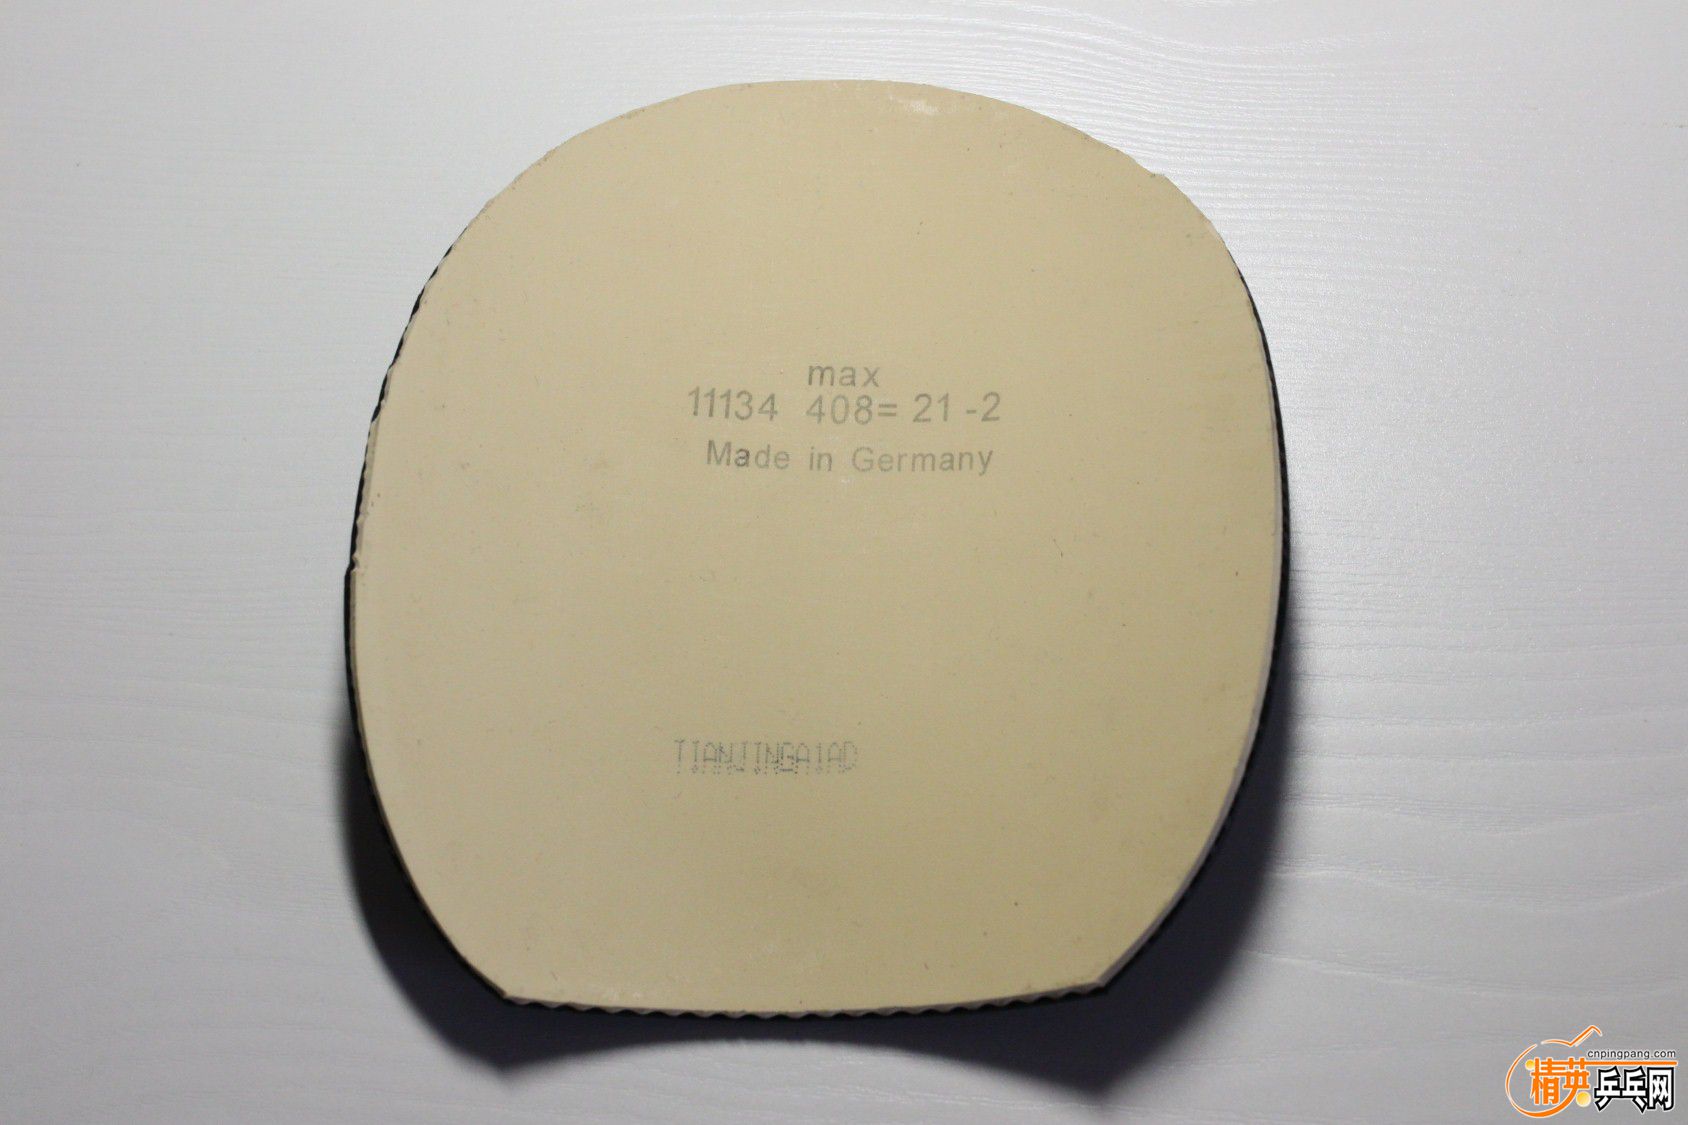 max
11134 408= 21 -2
Made in Germany
TIANJINGA1AD
cnpingpang.com
精英乒乓网